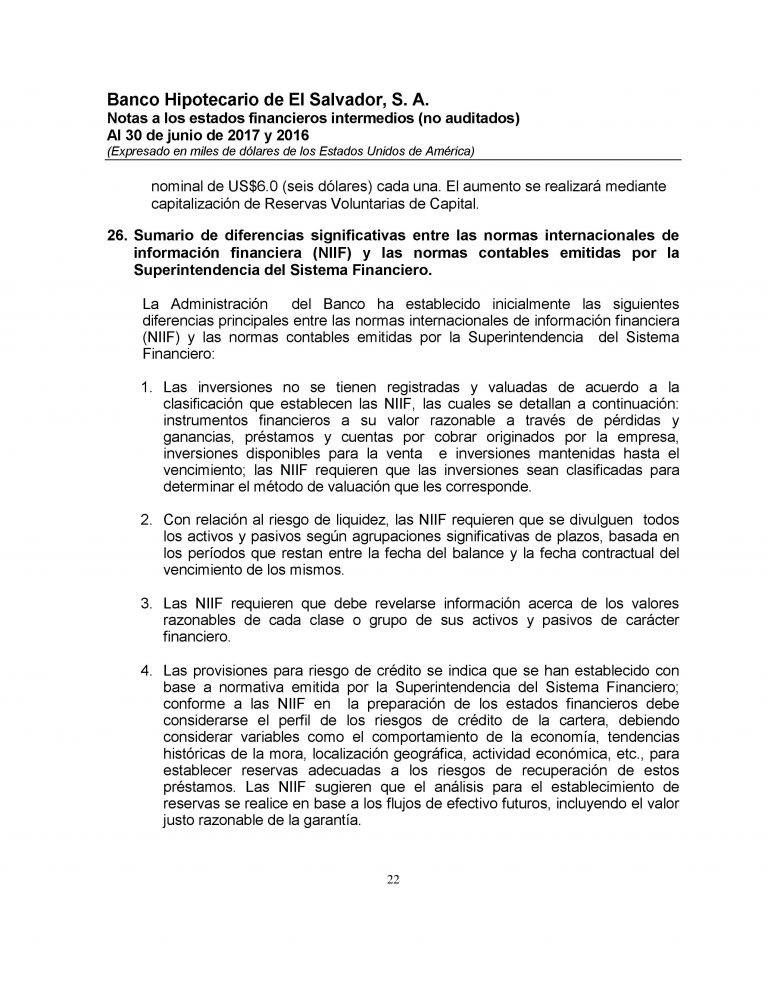 Banco Hipotecario de El Salvador, S. A.
Notas a los estados financieros intermedios (no auditados)
Al 30 de junio de 2017 y 2016
(Expresado en miles de dólares de los Estados Unidos de América)
nominal de US$6.0 (seis dólares) cada una. El aumento se realizará mediante
capitalización de Reservas Voluntarias de Capital.
26. Sumario de diferencias significativas entre las normas internacionales de
información financiera (NIIF) y las normas contables emitidas por la
Superintendencia del Sistema Financiero.
La Administración del Banco ha establecido inicialmente las siguientes
diferencias principales entre las normas internacionales de información financiera
(NIIF) y las normas contables emitidas por la Superintendencia del Sistema
Financiero:
1. Las inversiones no se tienen registradas y valuadas de acuerdo a la
clasificación que establecen las NIIF, las cuales se detallan a continuación:
instrumentos financieros a su valor razonable a través de pérdidas y
ganancias, préstamos y cuentas por cobrar originados por la empresa,
inversiones disponibles para la venta e inversiones mantenidas hasta el
vencimiento; las NIIF requieren que las inversiones sean clasificadas para
determinar el método de valuación que les corresponde.
2. Con relación al riesgo de liquidez, las NIIF requieren que se divulguen todos
los activos y pasivos según agrupaciones significativas de plazos, basada en
los períodos que restan entre la fecha del balance y la fecha contractual del
vencimiento de los mismos.
3. Las NIIF requieren que debe revelarse información acerca de los valores
razonables de cada clase o grupo de sus activos y pasivos de carácter
financiero.
4. Las provisiones para riesgo de crédito se indica que se han establecido con
base a normativa emitida por la Superintendencia del Sistema Financiero;
conforme a las NIIF en la preparación de los estados financieros debe
considerarse el perfil de los riesgos de crédito de la cartera, debiendo
considerar variables como el comportamiento de la economía, tendencias
históricas de la mora, localización geográfica, actividad económica, etc., para
establecer reservas adecuadas a los riesgos de recuperación de estos
préstamos. Las NIIF sugieren que el análisis para el establecimiento de
reservas se realice en base a los flujos de efectivo futuros, incluyendo el valor
justo razonable de la garantía.
22